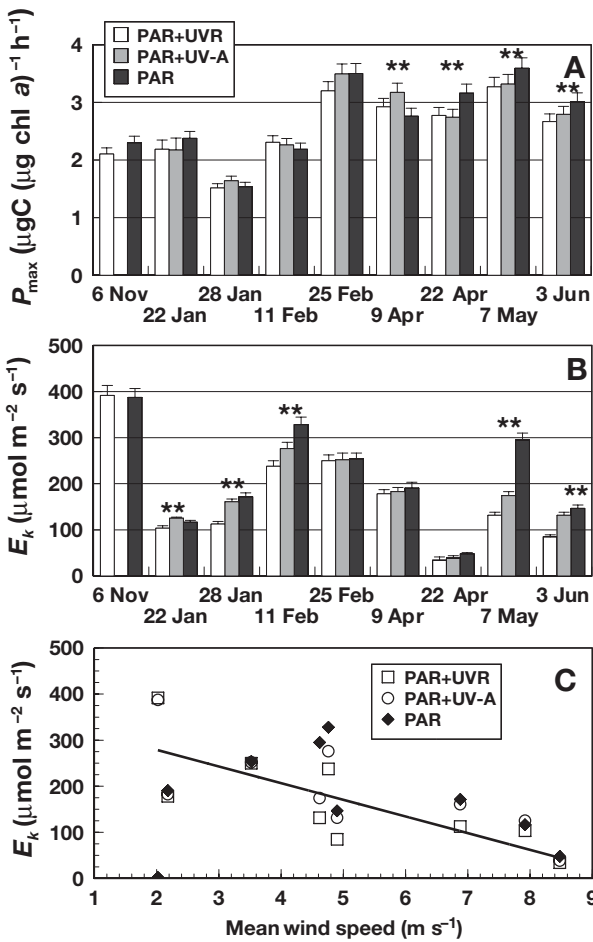 PAR+UVR
PAR+UV-A
PAR
A
** ** ** **
P max (µgC (µg chl a)⁻¹ h⁻¹)
4
3
2
1
0
6 Nov 28 Jan 25 Feb 22 Apr 3 Jun
22 Jan 11 Feb 9 Apr 7 May
B
** ** ** ** **
E k (µmol m⁻² s⁻¹)
500
400
300
200
100
0
6 Nov 28 Jan 25 Feb 22 Apr 3 Jun
22 Jan 11 Feb 9 Apr 7 May
C
PAR+UVR
PAR+UV-A
PAR
E k (µmol m⁻² s⁻¹)
500
400
300
200
100
0
1 2 3 4 5 6 7 8 9
Mean wind speed (m s⁻¹)